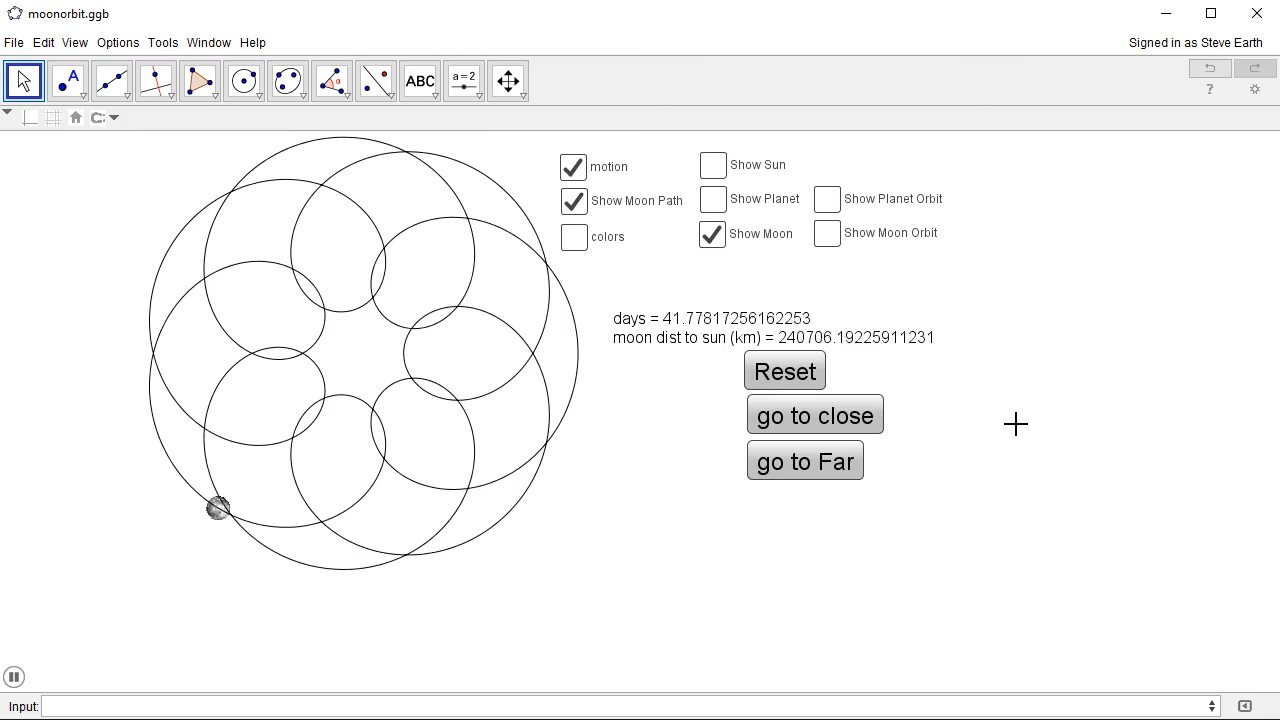 moonorbit.ggb
File Edit View Options Tools Window Help
Signed in as Steve Earth
A
α
ABC
a=2
?
motion
Show Sun
Show Moon Path
Show Planet
Show Planet Orbit
colors
Show Moon
Show Moon Orbit
days = 41.77817256162253
moon dist to sun (km) = 240706.19225911231
Reset
go to close
go to Far
Input: